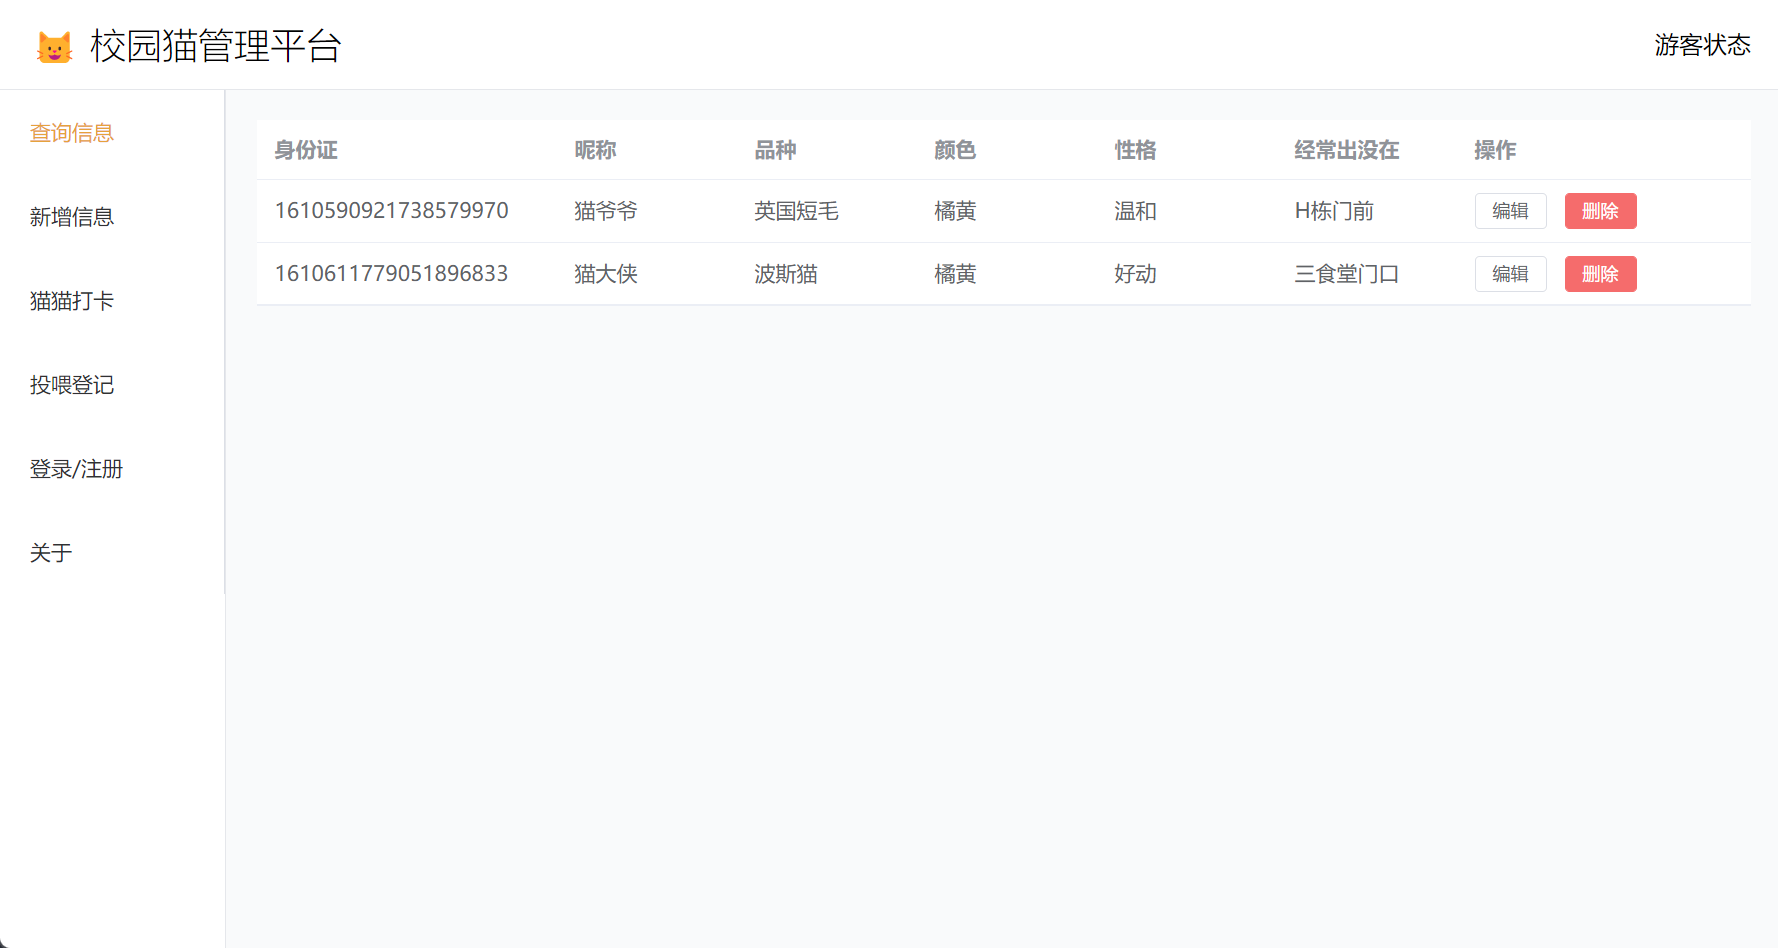 校园猫管理平台
游客状态
查询信息
新增信息
猫猫打卡
投喂登记
登录/注册
关于
身份证 昵称 品种 颜色 性格 经常出没在 操作
1610590921738579970 猫爷爷 英国短毛 橘黄 温和 H栋门前 编辑 删除
1610611779051896833 猫大侠 波斯猫 橘黄 好动 三食堂门口 编辑 删除